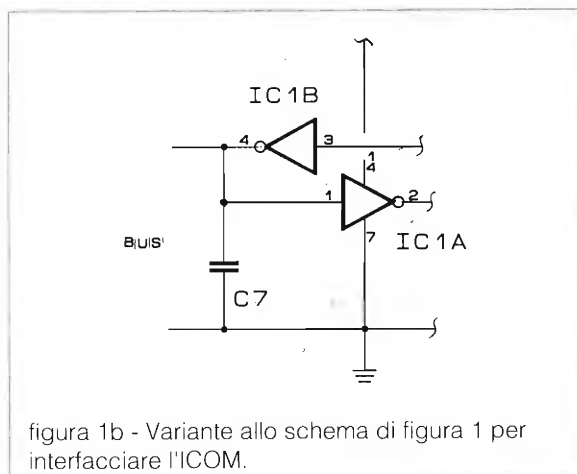 IC1B
4
3
1
4
1
2
7
IC1A
BUS
C7
figura 1b - Variante allo schema di figura 1 per
interfacciare l'ICOM.